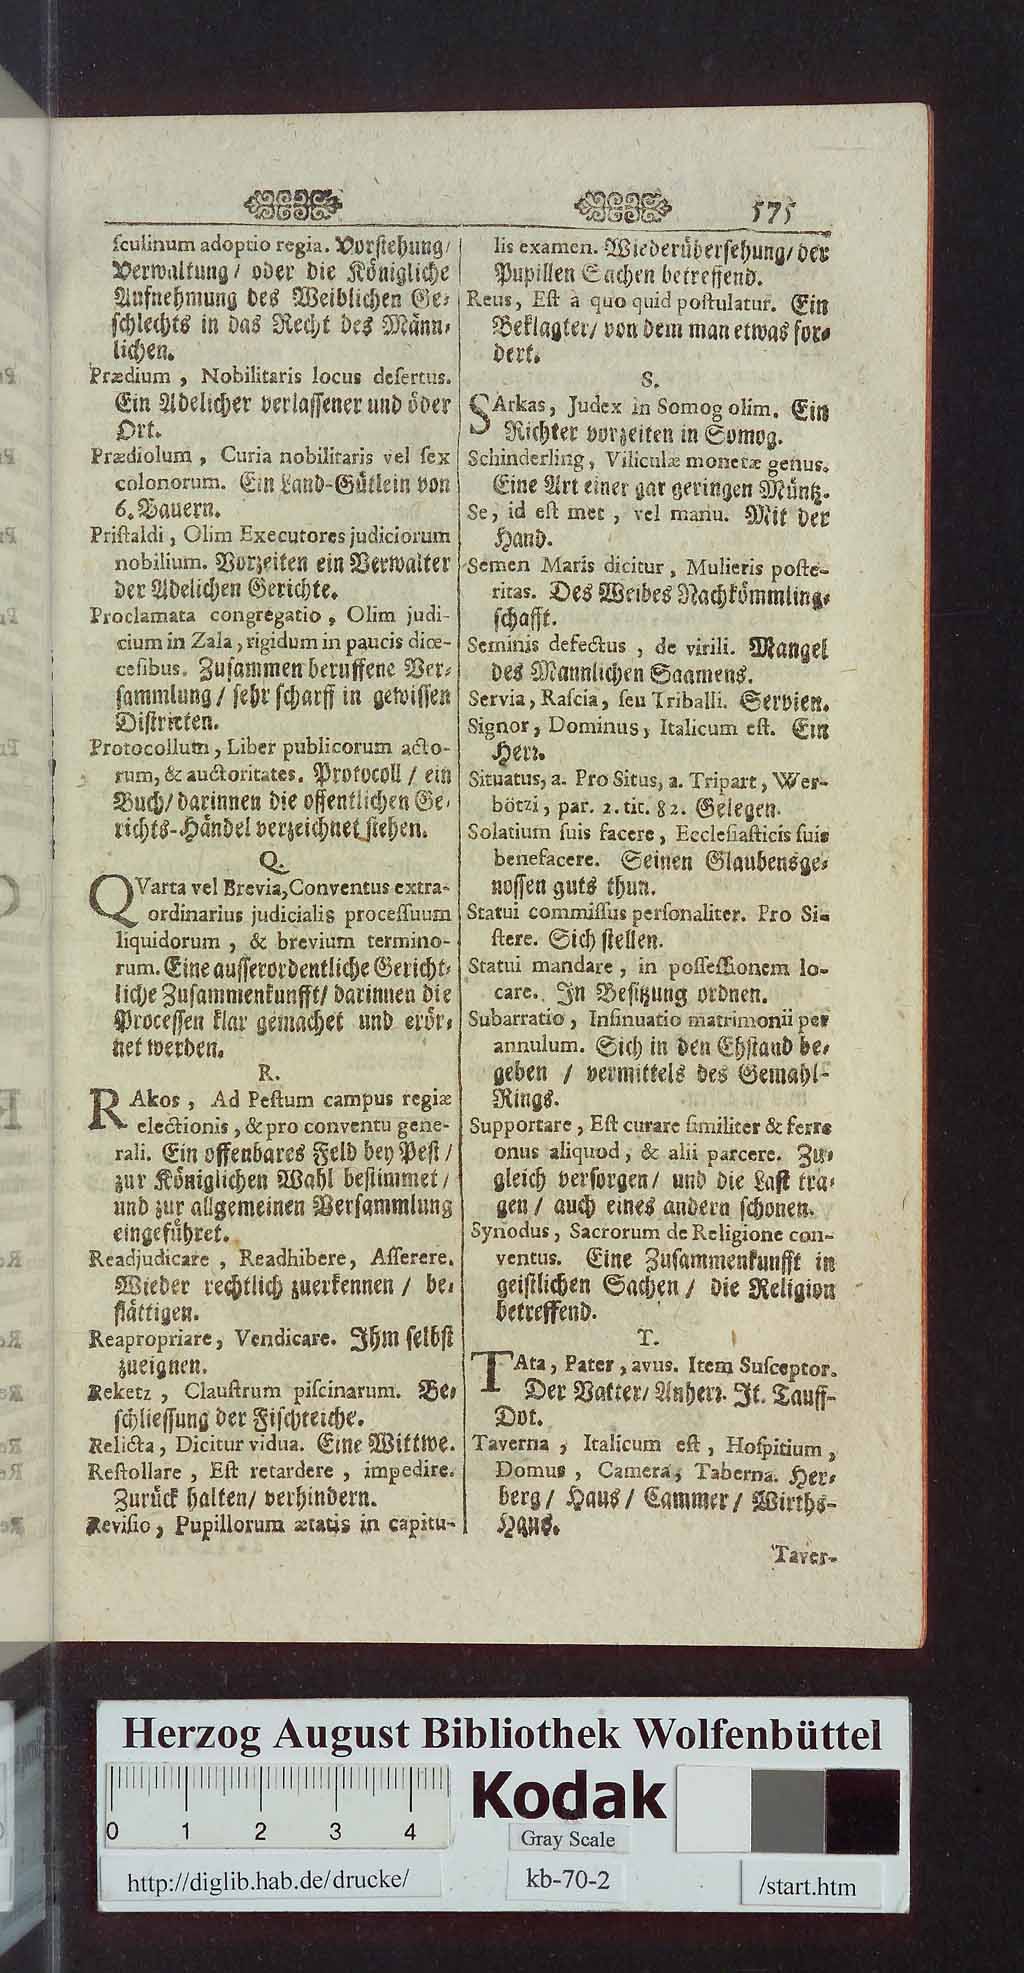 575
sculinum adoptio regia. Vorstehung/
Verwaltung/ oder die Königliche
Aufnehmung des Weiblichen Ge-
schlechts in das Recht des Männ-
lichen.
Prædium, Nobilitaris locus desertus.
Ein Adelicher verlassener und öder
Ort.
Prædiolum, Curia nobilitaris vel sex
colonorum. Ein Land-Gütlein von
6. Bauern.
Pristaldi, Olim Executores judiciorum
nobilium. Vorzeiten ein Verwalter
der Adelichen Gerichte.
Proclamata congregatio, Olim judi-
cium in Zala, rigidum in paucis diœ-
cesibus. Zusammen beruffene Ver-
sammlung/ sehr scharff in gewissen
Districten.
Protocollum, Liber publicorum acto-
rum, & auctoritates. Protocoll/ ein
Buch/ darinnen die offentlichen Ge-
richts-Händel verzeichnet stehen.
Q.
QVarta vel Brevia, Conventus extra-
ordinarius judicialis processuum
liquidorum, & brevium termino-
rum. Eine ausserordentliche Gericht-
liche Zusammenkunfft/ darinnen die
Processen klar gemachet und erör-
net werden.
R.
RAkos, Ad Pestum campus regiæ
electionis, & pro conventu gene-
rali. Ein offenbares Feld bey Pest/
zur Königlichen Wahl bestimmet/
und zur allgemeinen Versammlung
eingeführet.
Readjudicare, Readhibere, Asserere.
Wieder rechtlich zuerkennen/ be-
stättigen.
Reapropriare, Vendicare. Ihm selbst
zueignen.
Reketz, Claustrum piscinarum. Be-
schliessung der Fischteiche.
Relicta, Dicitur vidua. Eine Wittwe.
Restollare, Est retardere, impedire.
Zurück halten/ verhindern.
Revisio, Pupillorum ætatis in capitu-
lis examen. Wiederübersehung/ der
Pupillen Sachen betreffend.
Reus, Est à quo quid postulatur. Ein
Beklagter/ von dem man etwas for-
dert.
S.
SArkas, Judex in Somog olim. Ein
Richter vorzeiten in Somog.
Schinderling, Viliculæ monetæ genus.
Eine Art einer gar geringen Müntz.
Se, id est met, vel manu. Mit der
Hand.
Semen Maris dicitur, Mulieris poste-
ritas. Des Weibes Nachkömmling-
schafft.
Seminis defectus, de virili. Mangel
des Mannlichen Saamens.
Servia, Rascia, seu Triballi. Servien.
Signor, Dominus, Italicum est. Ein
Herr.
Situatus, a. Pro Situs, a. Tripart, Wer-
bötzi, par. 2. tit. 82. Gelegen.
Solatium suis facere, Ecclesiasticis suis
benefacere. Seinen Glaubensge-
nossen guts thun.
Statui commissus personaliter. Pro Si-
stere. Sich stellen.
Statui mandare, in possessionem lo-
care. In Besitzung ordnen.
Subarratio, Insinuatio matrimonii per
annulum. Sich in den Ehstand be-
geben / vermittels des Gemahl-
Rings.
Supportare, Est curare similiter & ferre
onus aliquod, & alii parcere. Zu-
gleich versorgen/ und die Last tra-
gen/ auch eines andern schonen.
Synodus, Sacrorum de Religione con-
ventus. Eine Zusammenkunfft in
geistlichen Sachen/ die Religion
betreffend.
T.
TAta, Pater, avus. Item Susceptor.
Der Vatter/ Anherr. It. Tauff-
Dot.
Taverna, Italicum est, Hospitium,
Domus, Camera, Taberna. Her-
berg/ Haus/ Cammer/ Wirths-
Haus.
Taver-
Herzog August Bibliothek Wolfenbüttel
Kodak
0 1 2 3 4
Gray Scale
http://diglib.hab.de/drucke/
kb-70-2
/start.htm